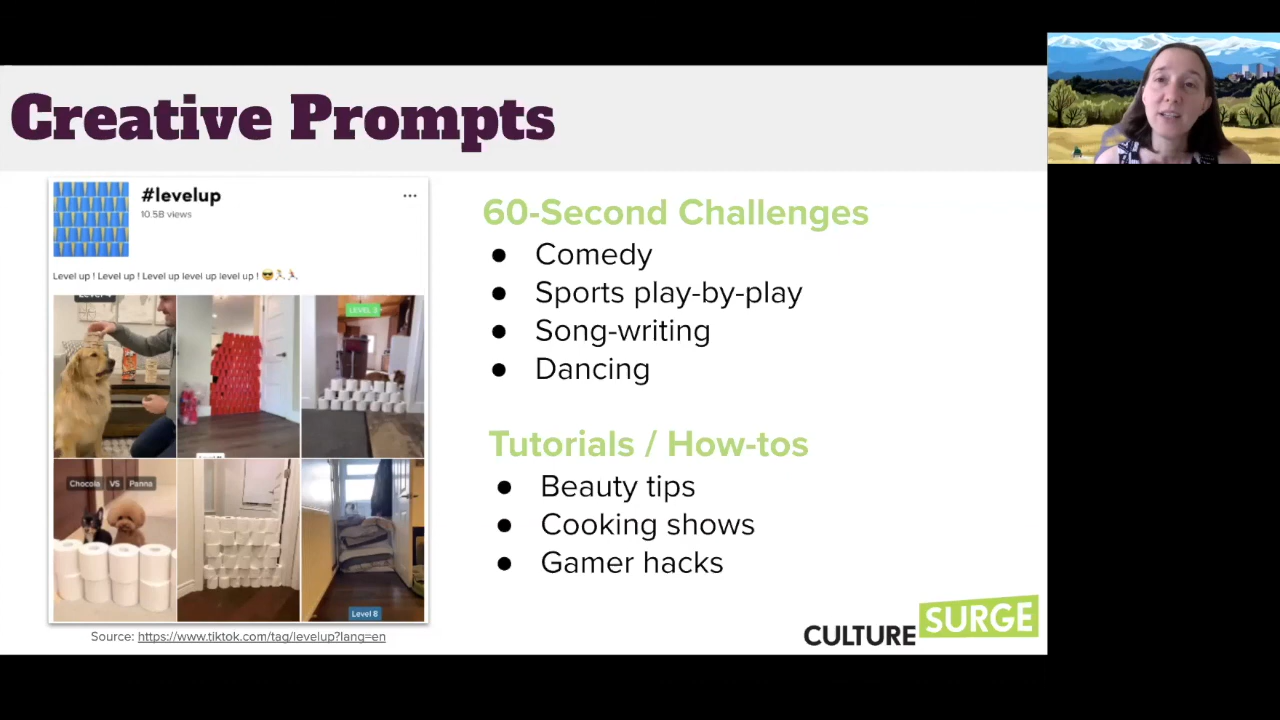 Creative Prompts
#levelup
10.5B views
Level up ! Level up ! Level up level up level up ! 😎🏃🏃
LEVEL 3
Chocola VS Panna
Level 8
Source: https://www.tiktok.com/tag/levelup?lang=en
60-Second Challenges
● Comedy
● Sports play-by-play
● Song-writing
● Dancing
Tutorials / How-tos
● Beauty tips
● Cooking shows
● Gamer hacks
CULTURE SURGE